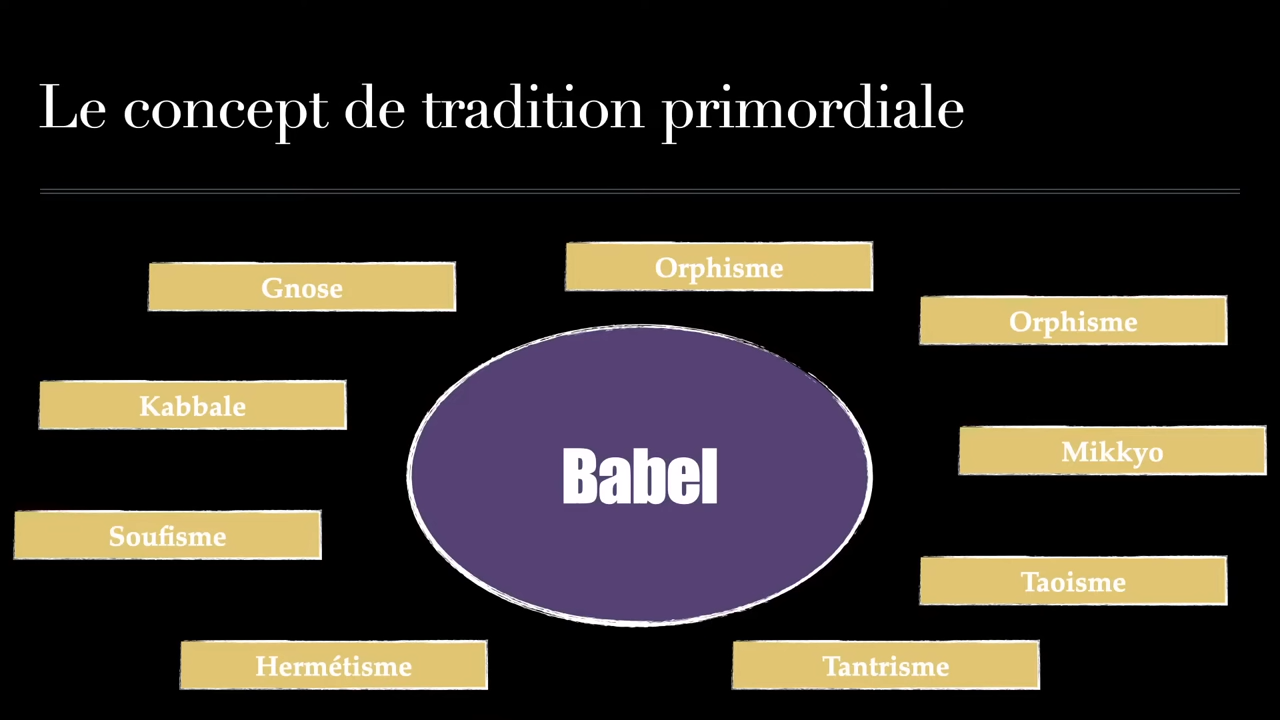 Le concept de tradition primordiale
Orphisme
Gnose
Orphisme
Kabbale
Mikkyo
Babel
Soufisme
Taoisme
Hermétisme
Tantrisme